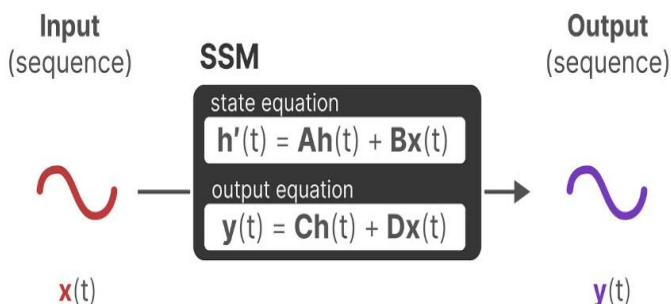 Input
(sequence)
SSM
Output
(sequence)
state equation
h'(t) = Ah(t) + Bx(t)
output equation
y(t) = Ch(t) + Dx(t)
x(t)
y(t)